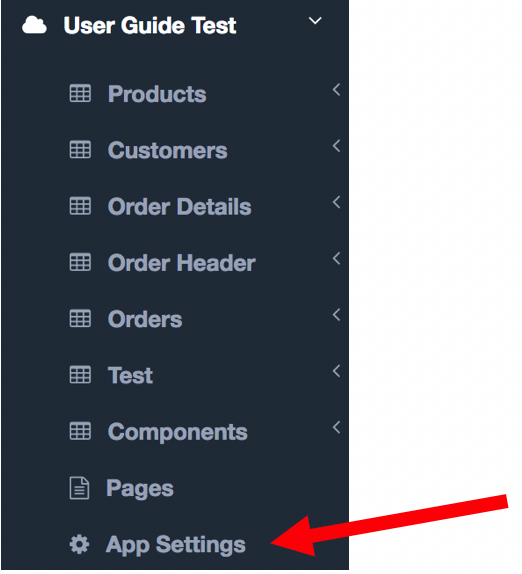 User Guide Test
Products
Customers
Order Details
Order Header
Orders
Test
Components
Pages
App Settings